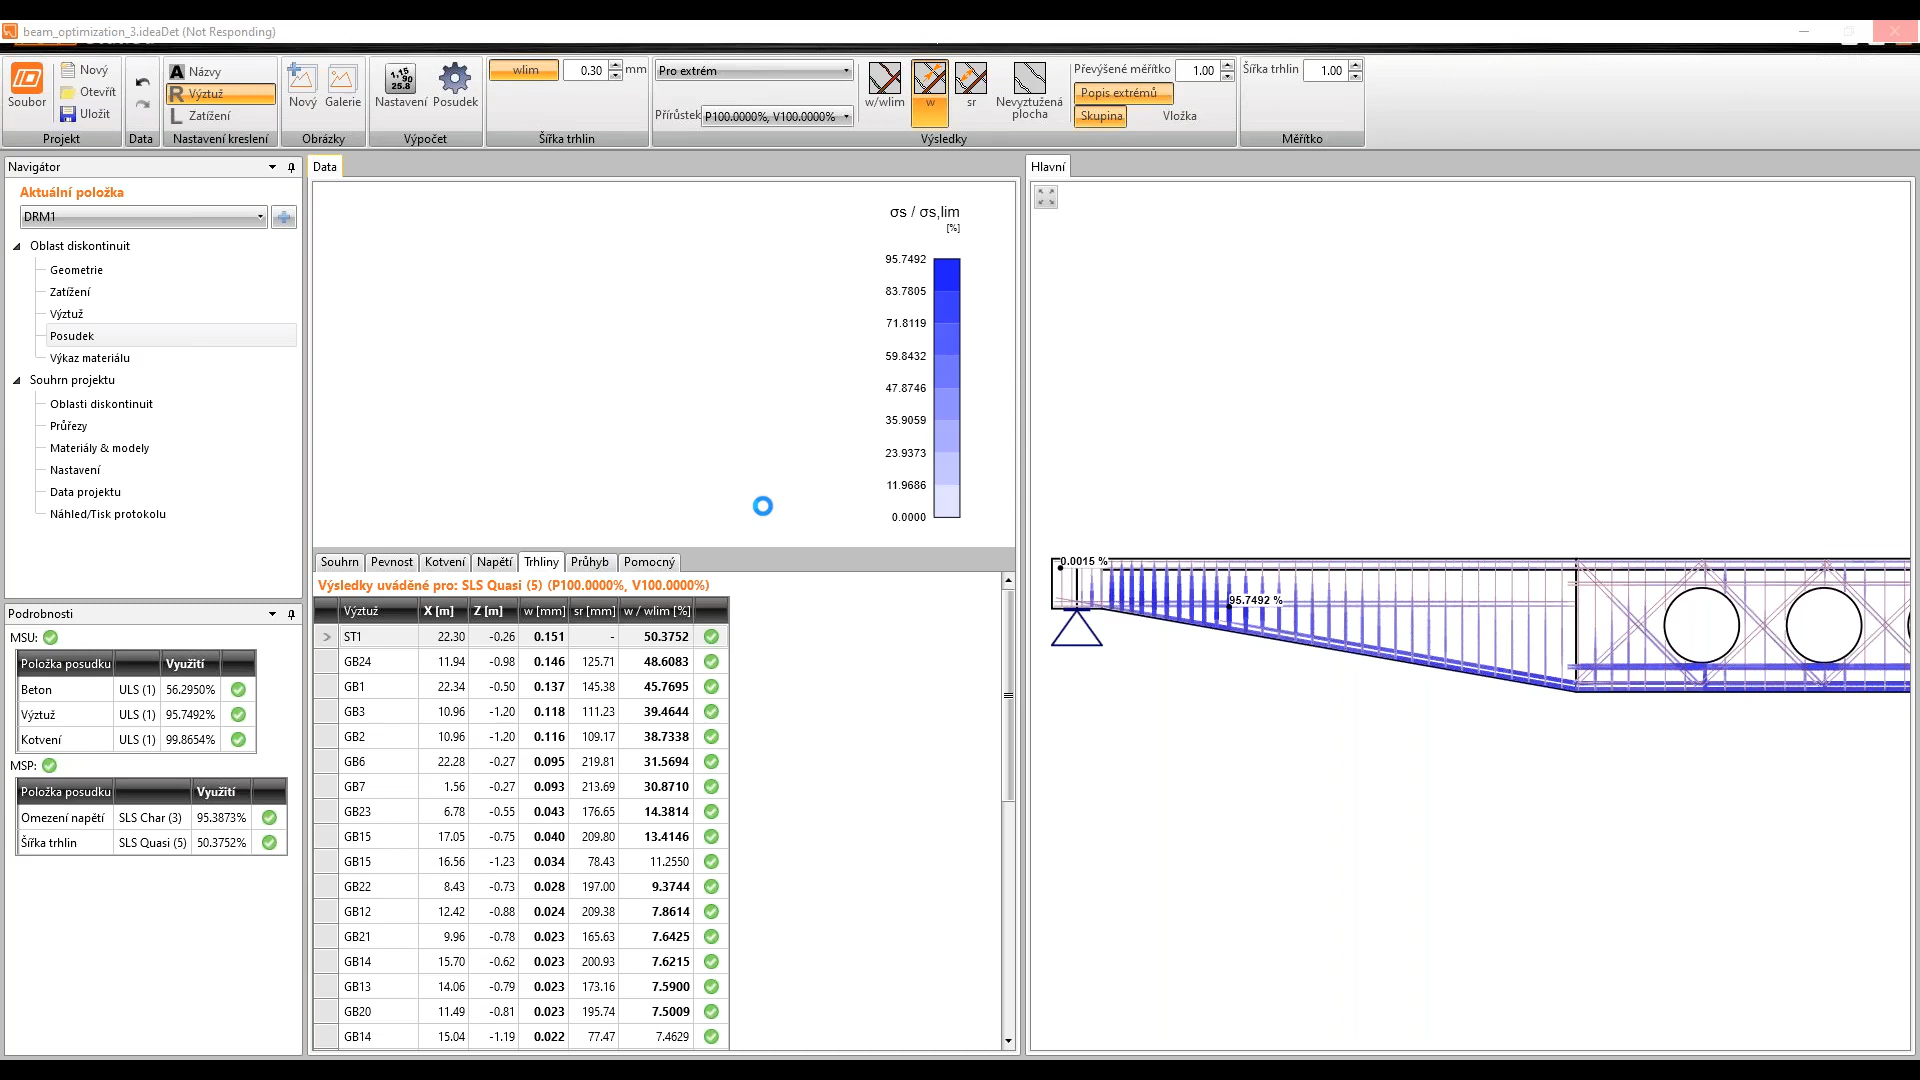 beam_optimization_3.ideaDet (Not Responding)
Soubor
Nový
Otevřít
Uložit
Projekt
Data
Názvy
Výztuž
Zatížení
Nastavení kreslení
Nový
Galerie
Obrázky
Nastavení
Posudek
Výpočet
wlim
0.30
mm
Šířka trhlin
Pro extrém
Přírůstek
P100.0000%, V100.0000%
w/wlim
w
sr
Nevyztužená plocha
Převýšené měřítko
1.00
Popis extrémů
Skupina
Vložka
Výsledky
Šířka trhlin
1.00
Měřítko
Navigátor
Aktuální položka
DRM1
Oblast diskontinuit
Geometrie
Zatížení
Výztuž
Posudek
Výkaz materiálu
Souhrn projektu
Oblasti diskontinuit
Průřezy
Materiály & modely
Nastavení
Data projektu
Náhled/Tisk protokolu
Podrobnosti
MSU:
Položka posudku Využití
Beton ULS (1) 56.2950%
Výztuž ULS (1) 95.7492%
Kotvení ULS (1) 99.8654%
MSP:
Položka posudku Využití
Omezení napětí SLS Char (3) 95.3873%
Šířka trhlin SLS Quasi (5) 50.3752%
Data
σs / σs,lim
[%]
95.7492
83.7805
71.8119
59.8432
47.8746
35.9059
23.9373
11.9686
0.0000
Souhrn Pevnost Kotvení Napětí Trhliny Průhyb Pomocný
Výsledky uváděné pro: SLS Quasi (5) (P100.0000%, V100.0000%)
Výztuž X [m] Z [m] w [mm] sr [mm] w / wlim [%]
> ST1 22.30 -0.26 0.151 - 50.3752
GB24 11.94 -0.98 0.146 125.71 48.6083
GB1 22.34 -0.50 0.137 145.38 45.7695
GB3 10.96 -1.20 0.118 111.23 39.4644
GB2 10.96 -1.20 0.116 109.17 38.7338
GB6 22.28 -0.27 0.095 219.81 31.5694
GB7 1.56 -0.27 0.093 213.69 30.8710
GB23 6.78 -0.55 0.043 176.65 14.3814
GB15 17.05 -0.75 0.040 209.80 13.4146
GB15 16.56 -1.23 0.034 78.43 11.2550
GB22 8.43 -0.73 0.028 197.00 9.3744
GB12 12.42 -0.88 0.024 209.38 7.8614
GB21 9.96 -0.78 0.023 165.63 7.6425
GB14 15.70 -0.62 0.023 200.93 7.6215
GB13 14.06 -0.79 0.023 173.16 7.5900
GB20 11.49 -0.81 0.023 195.74 7.5009
GB14 15.04 -1.19 0.022 77.47 7.4629
Hlavní
0.0015 %
95.7492 %